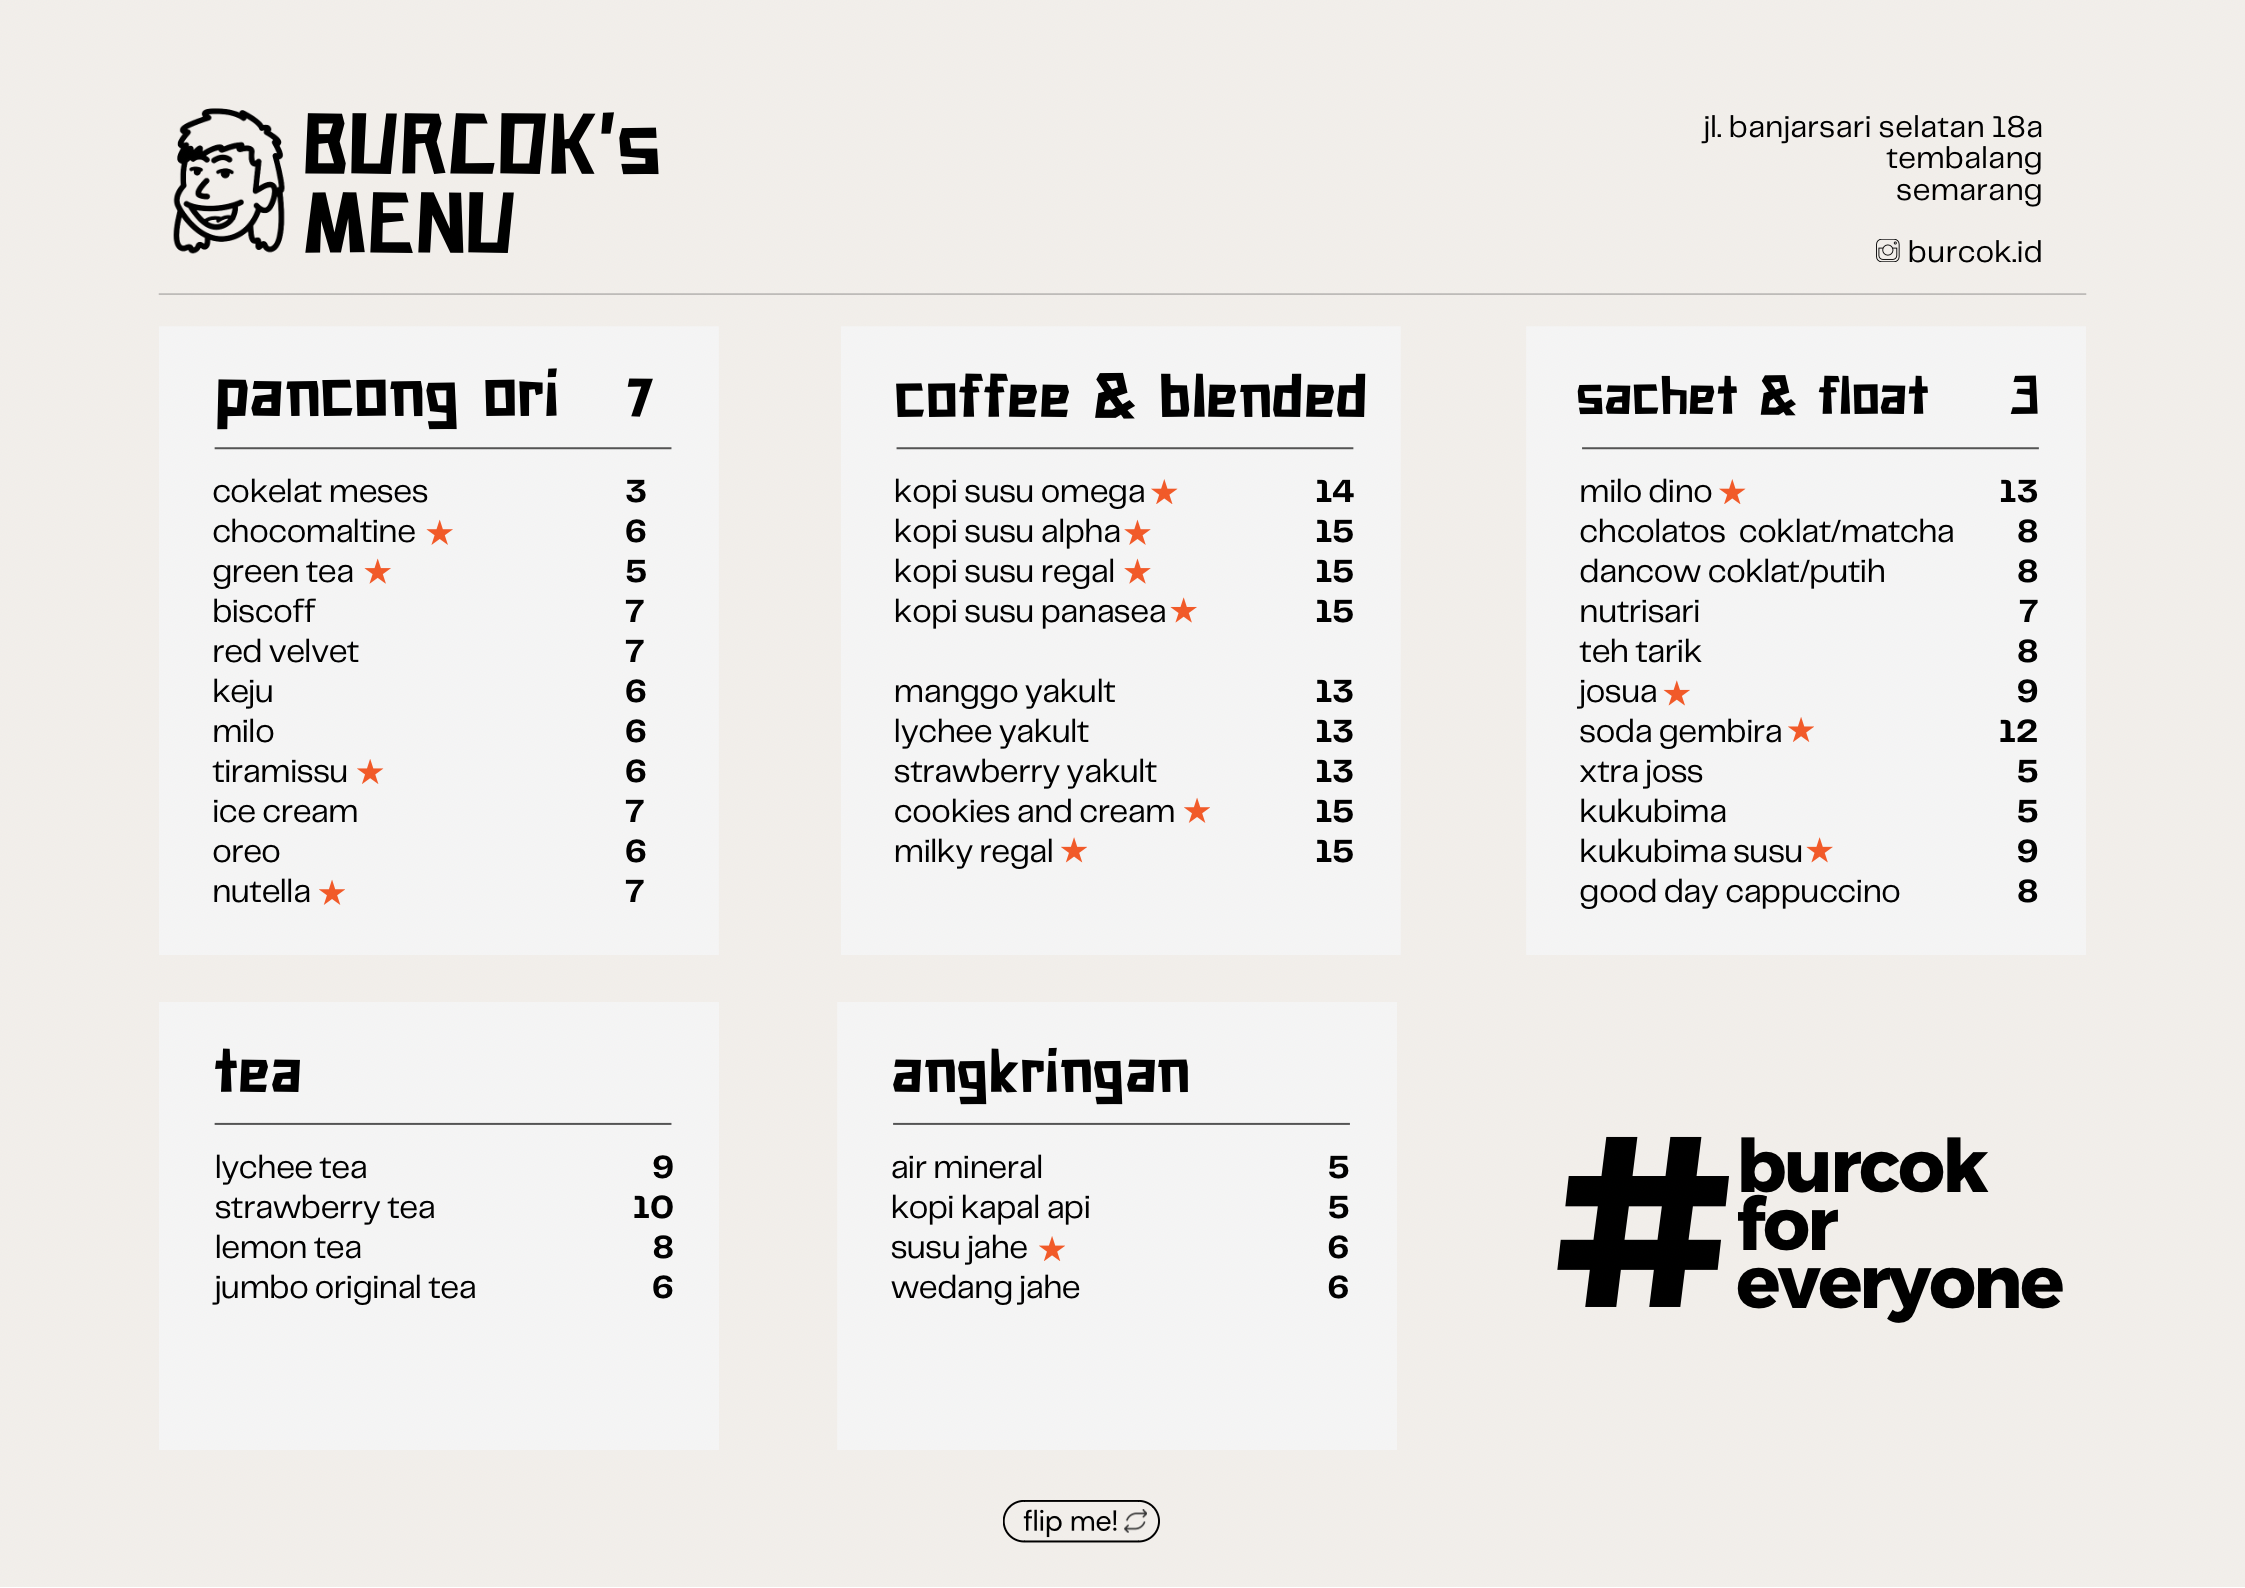 BURCOK's
MENU
jl. banjarsari selatan 18a
tembalang
semarang
burcok.id
pancong ori 7
cokelat meses 3
chocomaltine ★ 6
green tea ★ 5
biscoff 7
red velvet 7
keju 6
milo 6
tiramissu ★ 6
ice cream 7
oreo 6
nutella ★ 7
coffee & blended
kopi susu omega ★ 14
kopi susu alpha ★ 15
kopi susu regal ★ 15
kopi susu panasea ★ 15
manggo yakult 13
lychee yakult 13
strawberry yakult 13
cookies and cream ★ 15
milky regal ★ 15
sachet & float 3
milo dino ★ 13
chcolatos coklat/matcha 8
dancow coklat/putih 8
nutrisari 7
teh tarik 8
josua ★ 9
soda gembira ★ 12
xtra joss 5
kukubima 5
kukubima susu ★ 9
good day cappuccino 8
tea
lychee tea 9
strawberry tea 10
lemon tea 8
jumbo original tea 6
angkringan
air mineral 5
kopi kapal api 5
susu jahe ★ 6
wedang jahe 6
# burcok
for
everyone
flip me!